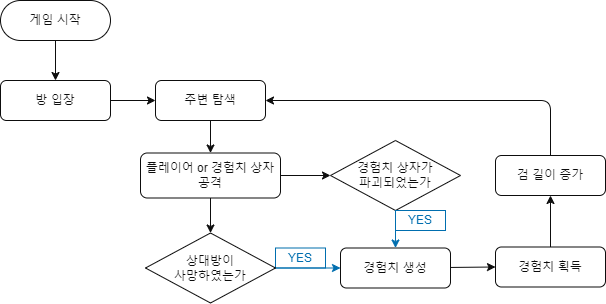 게임 시작
방 입장
주변 탐색
플레이어 or 경험치 상자
공격
경험치 상자가
파괴되었는가
YES
검 길이 증가
상대방이
사망하였는가
YES
경험치 생성
경험치 획득